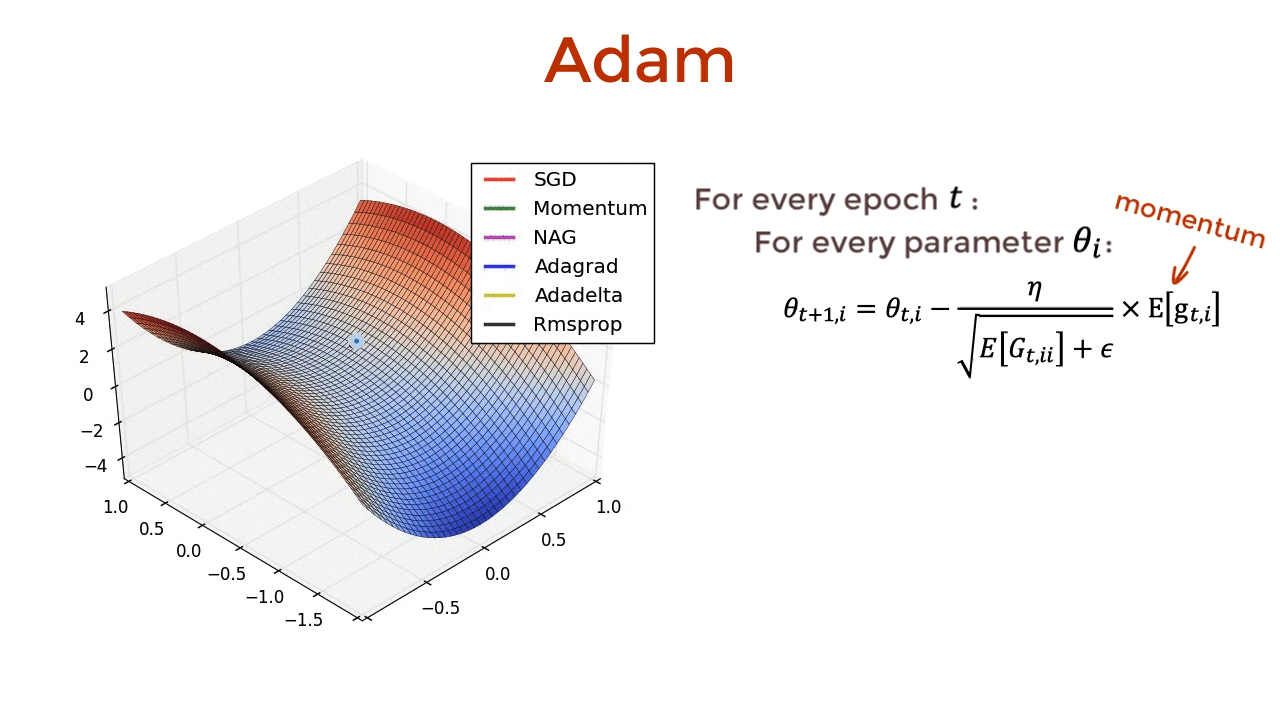 Adam
SGD
Momentum
NAG
Adagrad
Adadelta
Rmsprop
4
2
0
−2
−4
1.0
0.5
0.0
−0.5
−1.0
−1.5
−0.5
0.0
0.5
1.0
For every epoch t :
For every parameter θᵢ:
momentum
θₜ₊₁,ᵢ = θₜ,ᵢ − η / √(E[Gₜ,ᵢᵢ] + ϵ) × E[gₜ,ᵢ]